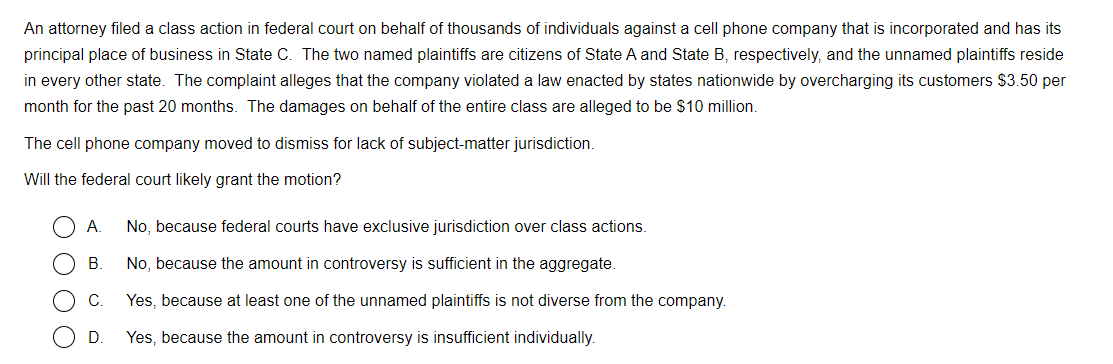 An attorney filed a class action in federal court on behalf of thousands of individuals against a cell phone company that is incorporated and has its
principal place of business in State C. The two named plaintiffs are citizens of State A and State B, respectively, and the unnamed plaintiffs reside
in every other state. The complaint alleges that the company violated a law enacted by states nationwide by overcharging its customers $3.50 per
month for the past 20 months. The damages on behalf of the entire class are alleged to be $10 million.
The cell phone company moved to dismiss for lack of subject-matter jurisdiction.
Will the federal court likely grant the motion?
A. No, because federal courts have exclusive jurisdiction over class actions.
B. No, because the amount in controversy is sufficient in the aggregate.
C. Yes, because at least one of the unnamed plaintiffs is not diverse from the company.
D. Yes, because the amount in controversy is insufficient individually.